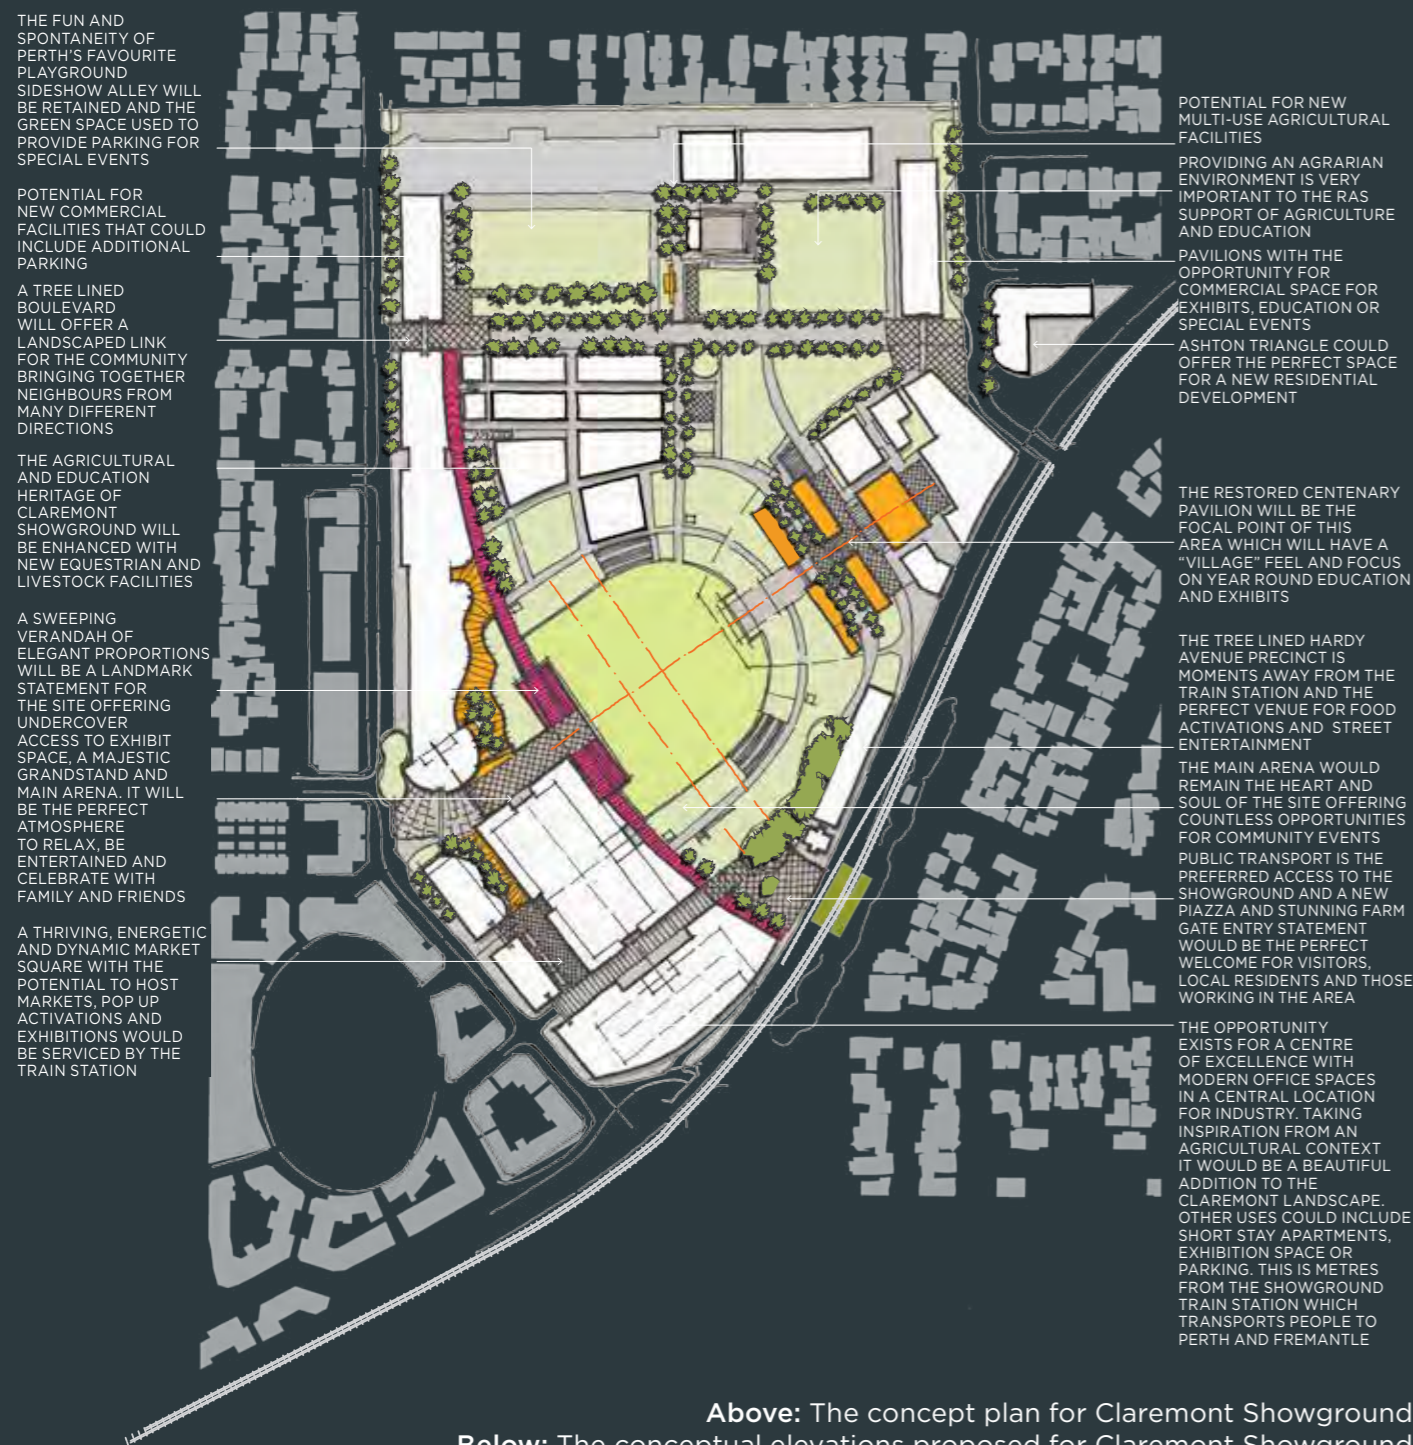 THE FUN AND
SPONTANEITY OF
PERTH'S FAVOURITE
PLAYGROUND
SIDESHOW ALLEY WILL
BE RETAINED AND THE
GREEN SPACE USED TO
PROVIDE PARKING FOR
SPECIAL EVENTS
POTENTIAL FOR
NEW COMMERCIAL
FACILITIES THAT COULD
INCLUDE ADDITIONAL
PARKING
A TREE LINED
BOULEVARD
WILL OFFER A
LANDSCAPED LINK
FOR THE COMMUNITY
BRINGING TOGETHER
NEIGHBOURS FROM
MANY DIFFERENT
DIRECTIONS
THE AGRICULTURAL
AND EDUCATION
HERITAGE OF
CLAREMONT
SHOWGROUND WILL
BE ENHANCED WITH
NEW EQUESTRIAN AND
LIVESTOCK FACILITIES
A SWEEPING
VERANDAH OF
ELEGANT PROPORTIONS
WILL BE A LANDMARK
STATEMENT FOR
THE SITE OFFERING
UNDERCOVER
ACCESS TO EXHIBIT
SPACE, A MAJESTIC
GRANDSTAND AND
MAIN ARENA. IT WILL
BE THE PERFECT
ATMOSPHERE
TO RELAX, BE
ENTERTAINED AND
CELEBRATE WITH
FAMILY AND FRIENDS
A THRIVING, ENERGETIC
AND DYNAMIC MARKET
SQUARE WITH THE
POTENTIAL TO HOST
MARKETS, POP UP
ACTIVATIONS AND
EXHIBITIONS WOULD
BE SERVICED BY THE
TRAIN STATION
POTENTIAL FOR NEW
MULTI-USE AGRICULTURAL
FACILITIES
PROVIDING AN AGRARIAN
ENVIRONMENT IS VERY
IMPORTANT TO THE RAS
SUPPORT OF AGRICULTURE
AND EDUCATION
PAVILIONS WITH THE
OPPORTUNITY FOR
COMMERCIAL SPACE FOR
EXHIBITS, EDUCATION OR
SPECIAL EVENTS
ASHTON TRIANGLE COULD
OFFER THE PERFECT SPACE
FOR A NEW RESIDENTIAL
DEVELOPMENT
THE RESTORED CENTENARY
PAVILION WILL BE THE
FOCAL POINT OF THIS
AREA WHICH WILL HAVE A
"VILLAGE" FEEL AND FOCUS
ON YEAR ROUND EDUCATION
AND EXHIBITS
THE TREE LINED HARDY
AVENUE PRECINCT IS
MOMENTS AWAY FROM THE
TRAIN STATION AND THE
PERFECT VENUE FOR FOOD
ACTIVATIONS AND STREET
ENTERTAINMENT
THE MAIN ARENA WOULD
REMAIN THE HEART AND
SOUL OF THE SITE OFFERING
COUNTLESS OPPORTUNITIES
FOR COMMUNITY EVENTS
PUBLIC TRANSPORT IS THE
PREFERRED ACCESS TO THE
SHOWGROUND AND A NEW
PIAZZA AND STUNNING FARM
GATE ENTRY STATEMENT
WOULD BE THE PERFECT
WELCOME FOR VISITORS,
LOCAL RESIDENTS AND THOSE
WORKING IN THE AREA
THE OPPORTUNITY
EXISTS FOR A CENTRE
OF EXCELLENCE WITH
MODERN OFFICE SPACES
IN A CENTRAL LOCATION
FOR INDUSTRY. TAKING
INSPIRATION FROM AN
AGRICULTURAL CONTEXT
IT WOULD BE A BEAUTIFUL
ADDITION TO THE
CLAREMONT LANDSCAPE.
OTHER USES COULD INCLUDE
SHORT STAY APARTMENTS,
EXHIBITION SPACE OR
PARKING. THIS IS METRES
FROM THE SHOWGROUND
TRAIN STATION WHICH
TRANSPORTS PEOPLE TO
PERTH AND FREMANTLE
Above: The concept plan for Claremont Showground
Below: The conceptual elevations proposed for Claremont Showground